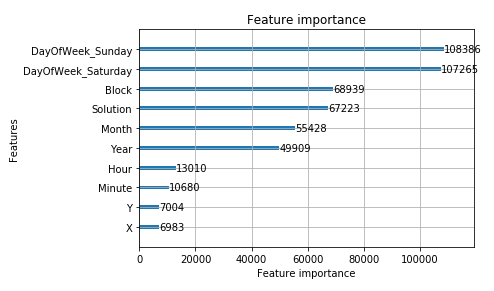 Feature importance
DayOfWeek_Sunday 108386
DayOfWeek_Saturday 107265
Block 68939
Solution 67223
Month 55428
Year 49909
Hour 13010
Minute 10680
Y 7004
X 6983
Features
0 20000 40000 60000 80000 100000
Feature importance